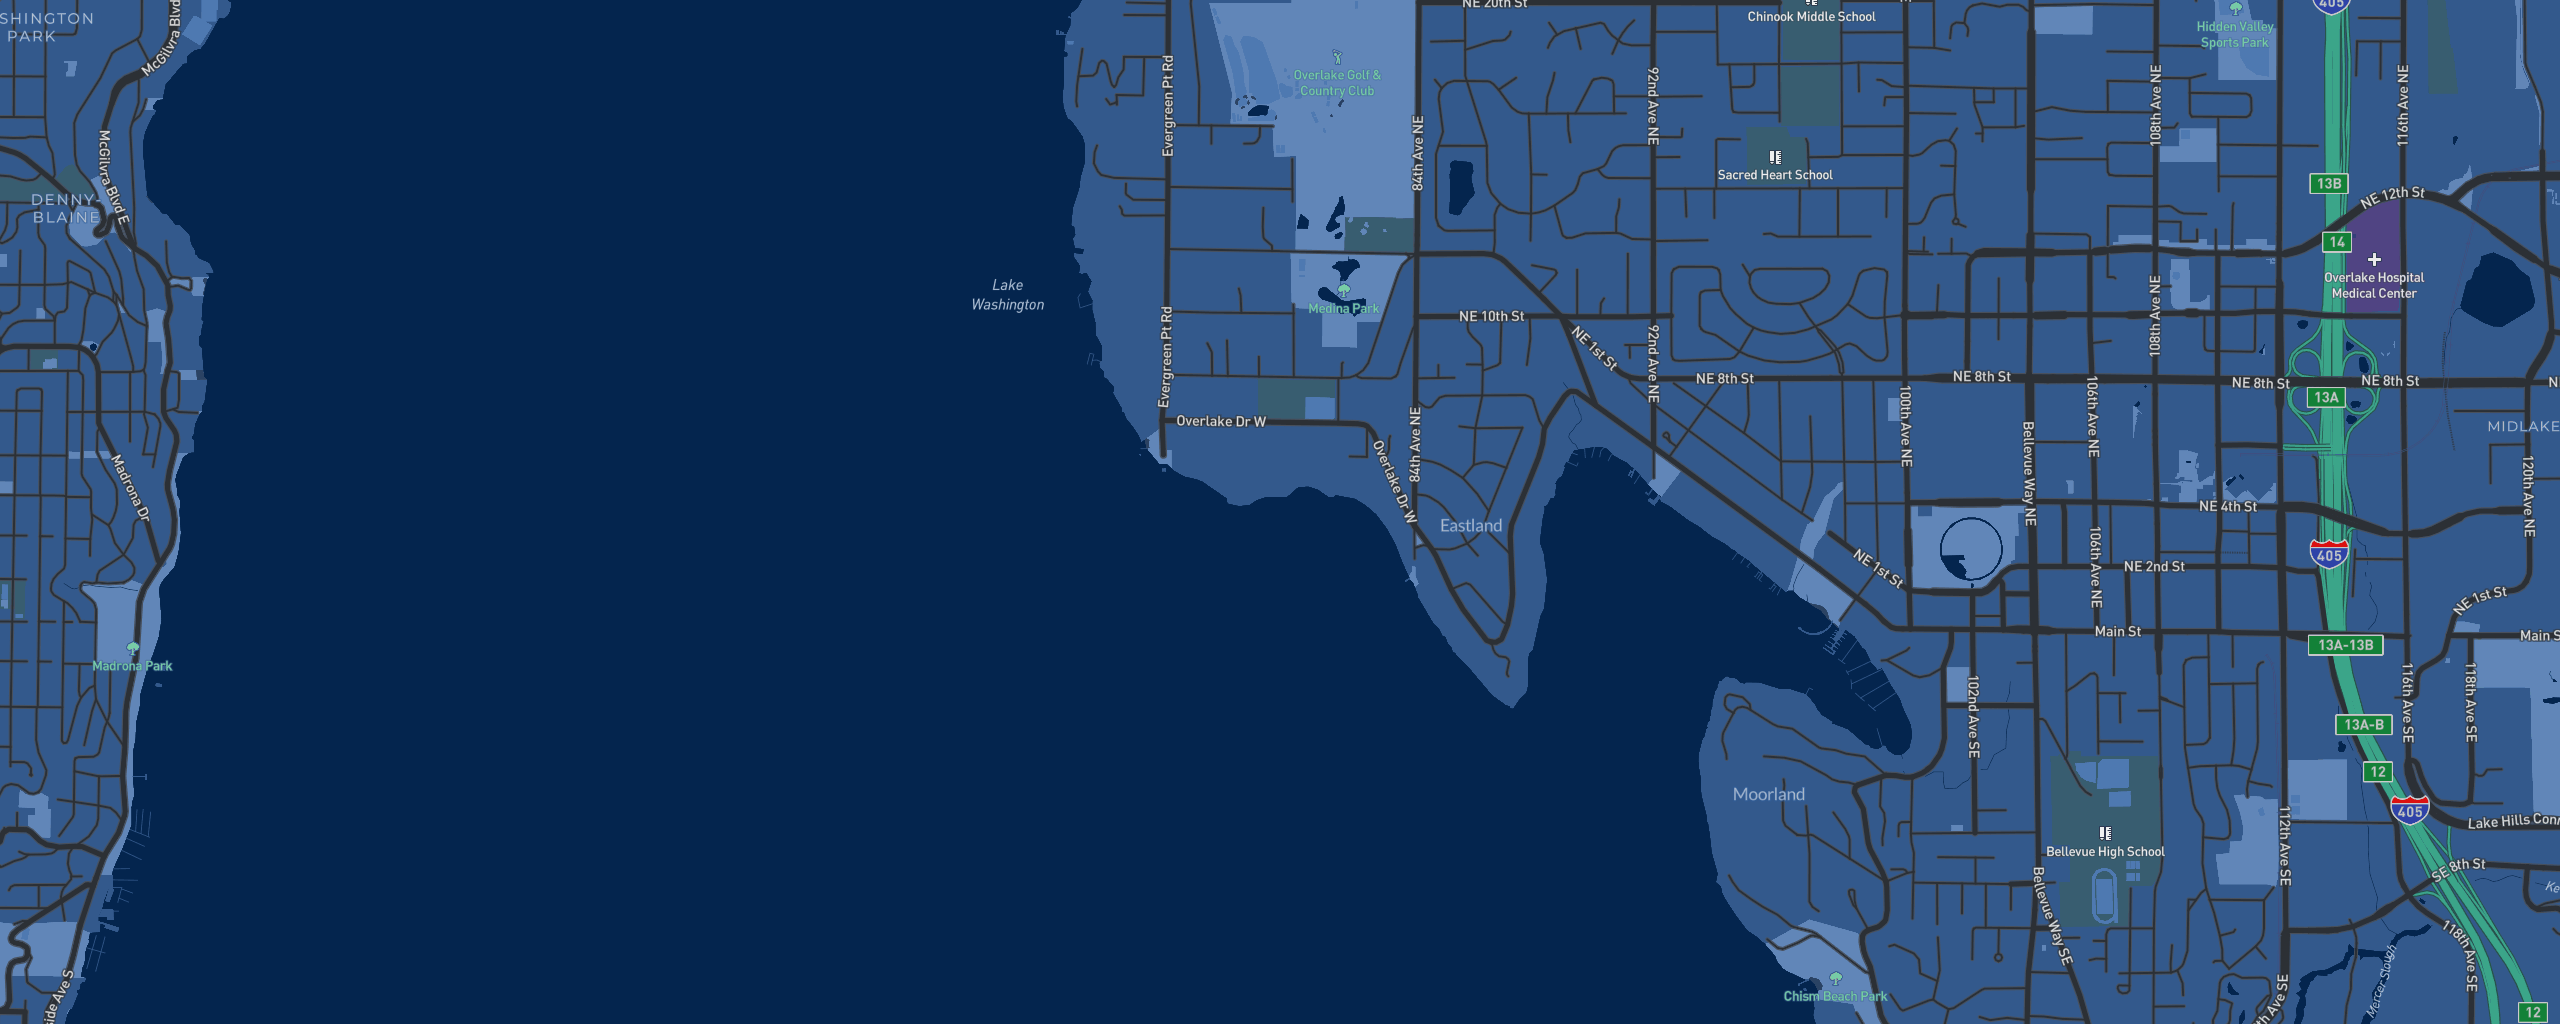 SHINGTON
PARK
McGilvra Blvd
McGilvra Blvd E
DENNY-
BLAINE
Madrona Dr
Madrona Park
side Ave S
Lake
Washington
Evergreen Pt Rd
Evergreen Pt Rd
Overlake Golf &
Country Club
84th Ave NE
84th Ave NE
Medina Park
Overlake Dr W
Overlake Dr W
Eastland
NE 20th St
NE 10th St
NE 1st St
92nd Ave NE
92nd Ave NE
Chinook Middle School
Sacred Heart School
NE 8th St
NE 8th St
NE 8th St
NE 8th St
100th Ave NE
NE 1st St
Moorland
Chism Beach Park
102nd Ave SE
Bellevue Way NE
Bellevue Way SE
106th Ave NE
106th Ave NE
108th Ave NE
108th Ave NE
NE 4th St
NE 2nd St
Main St
Bellevue High School
112th Ave SE
th Ave SE
Hidden Valley
Sports Park
405
13B
14
NE 12th St
116th Ave NE
Overlake Hospital
Medical Center
13A
MIDLAKE
120th Ave NE
405
NE 1st St
Main S
13A-13B
116th Ave SE
118th Ave SE
13A-B
12
405
Lake Hills Conn
SE 8th St
118th Ave SE
Mercer Slough
Ke
12